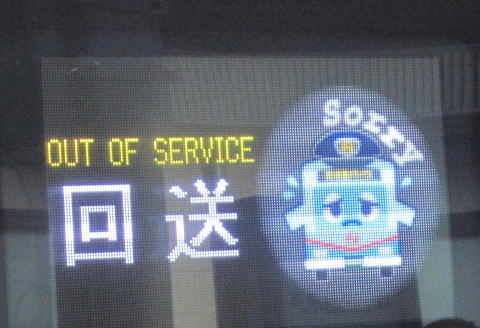 Sorry
OUT OF SERVICE
回送